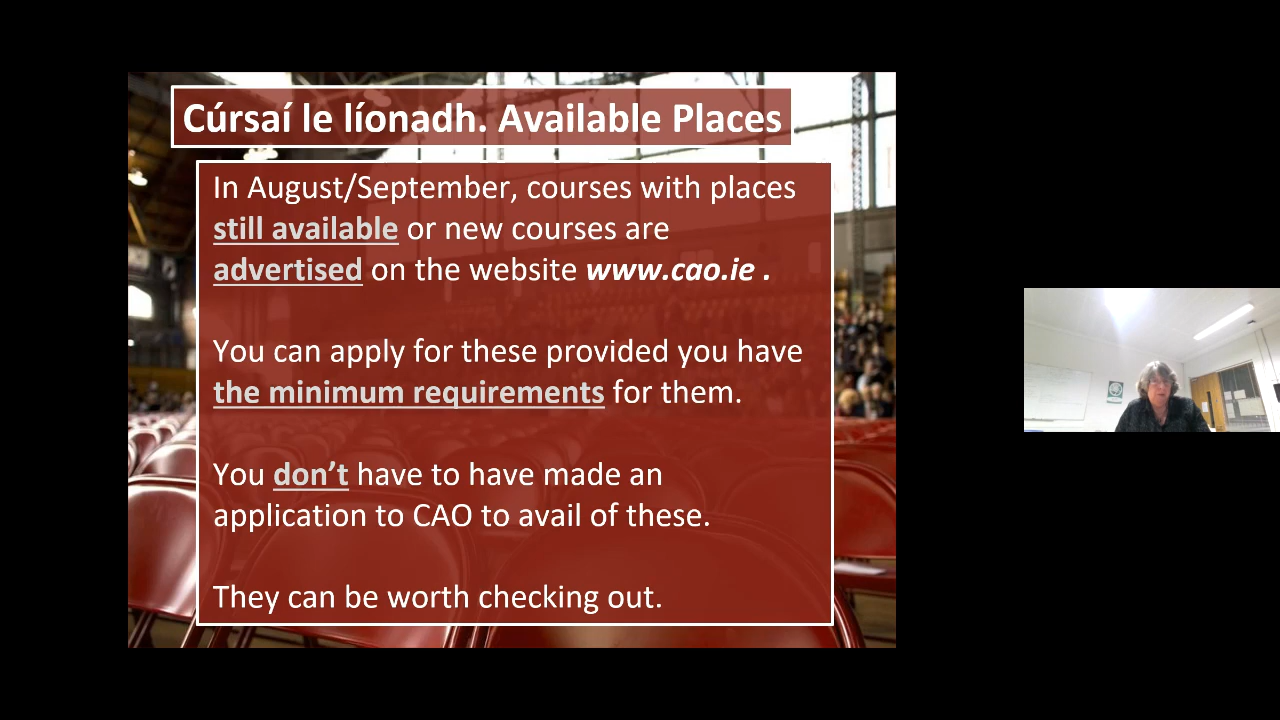 Cúrsaí le líonadh. Available Places
In August/September, courses with places
still available or new courses are
advertised on the website www.cao.ie .
You can apply for these provided you have
the minimum requirements for them.
You don’t have to have made an
application to CAO to avail of these.
They can be worth checking out.